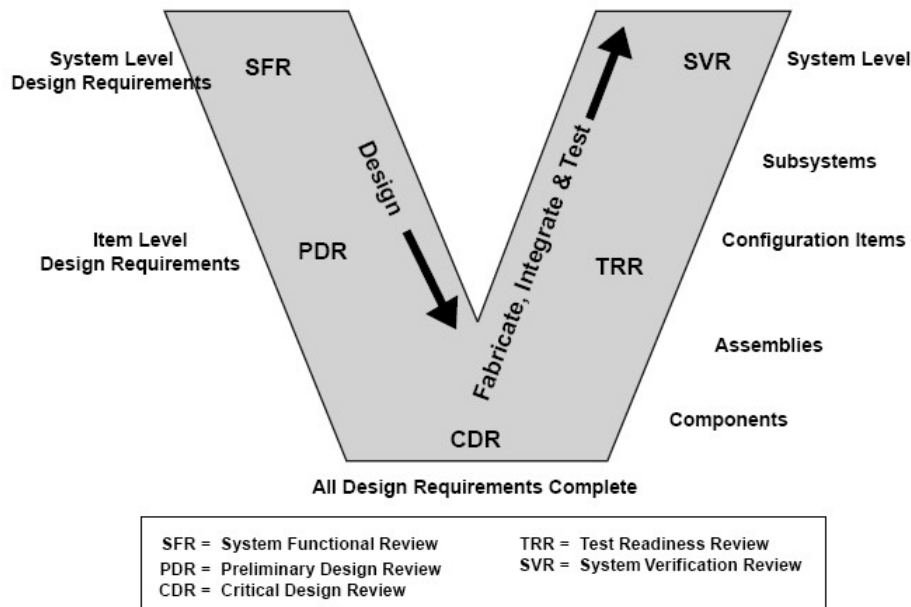 System Level
Design Requirements
SFR
SVR
System Level
Design
Fabricate, Integrate & Test
Subsystems
Item Level
Design Requirements
PDR
TRR
Configuration Items
Assemblies
Components
CDR
All Design Requirements Complete
SFR = System Functional Review
PDR = Preliminary Design Review
CDR = Critical Design Review
TRR = Test Readiness Review
SVR = System Verification Review